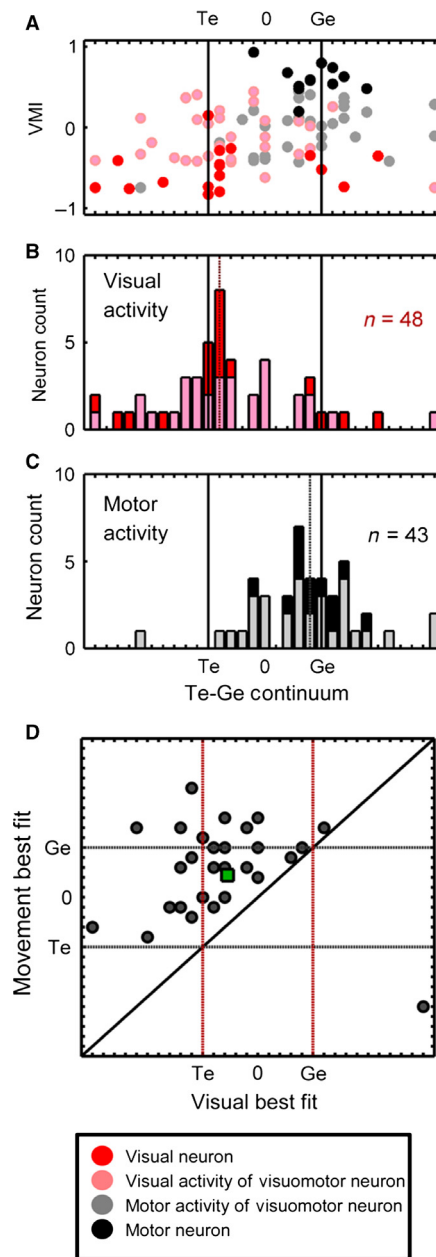 Te 0 Ge
A
1
0
−1
VMI
B
10
5
0
Neuron count
Visual
activity
n = 48
C
10
5
0
Neuron count
Motor
activity
n = 43
Te 0 Ge
Te-Ge continuum
D
Ge
0
Te
Movement best fit
Te 0 Ge
Visual best fit
Visual neuron
Visual activity of visuomotor neuron
Motor activity of visuomotor neuron
Motor neuron